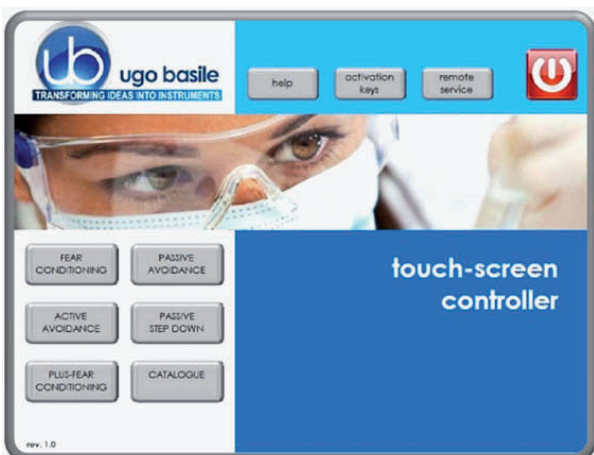 ub
ugo basile
TRANSFORMING IDEAS INTO INSTRUMENTS
help
activation
keys
remote
service
FEAR
CONDITIONING
PASSIVE
AVOIDANCE
touch-screen
controller
ACTIVE
AVOIDANCE
PASSIVE
STEP DOWN
PLUS-FEAR
CONDITIONING
CATALOGUE
rev. 1.0